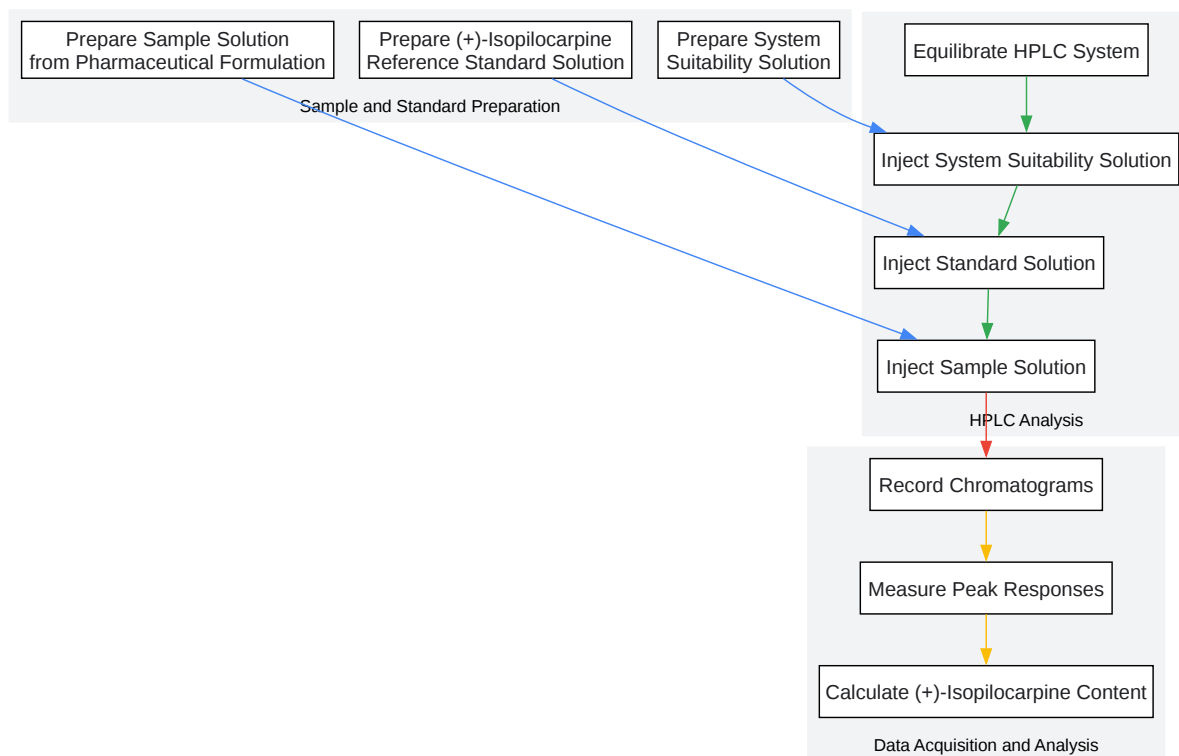 Prepare Sample Solution
from Pharmaceutical Formulation
Prepare (+)-Isopilocarpine
Reference Standard Solution
Prepare System
Suitability Solution
Sample and Standard Preparation
Equilibrate HPLC System
Inject System Suitability Solution
Inject Standard Solution
Inject Sample Solution
HPLC Analysis
Record Chromatograms
Measure Peak Responses
Calculate (+)-Isopilocarpine Content
Data Acquisition and Analysis